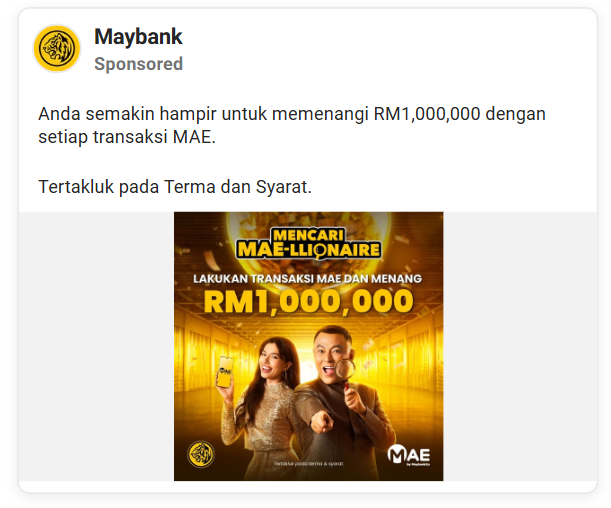 Maybank
Sponsored
Anda semakin hampir untuk memenangi RM1,000,000 dengan
setiap transaksi MAE.
Tertakluk pada Terma dan Syarat.
MENCARI
MAE-LLIONAIRE
LAKUKAN TRANSAKSI MAE DAN MENANG
RM1,000,000
MAE
Tertakluk pada terma & syarat.
MAE
by Maybank2u